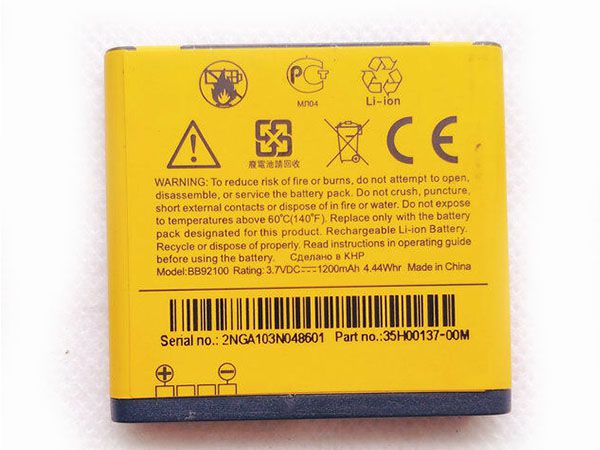 РСТ
МЛ04
Li-ion
廢電池請回收
CE
WARNING: To reduce risk of fire or burns, do not attempt to open,
disassemble, or service the battery pack. Do not crush, puncture,
short external contacts or dispose of in fire or water. Do not expose
to temperatures above 60°C(140°F). Replace only with the battery
pack designated for this product. Rechargeable Li-ion Battery.
Recycle or dispose of properly. Read instructions in operating guide
before using the battery. Сделано в КНР
Model:BB92100 Rating: 3.7VDC⎓1200mAh 4.44Whr Made in China
Serial no.: 2NGA103N048601 Part no.:35H00137-00M
+ −